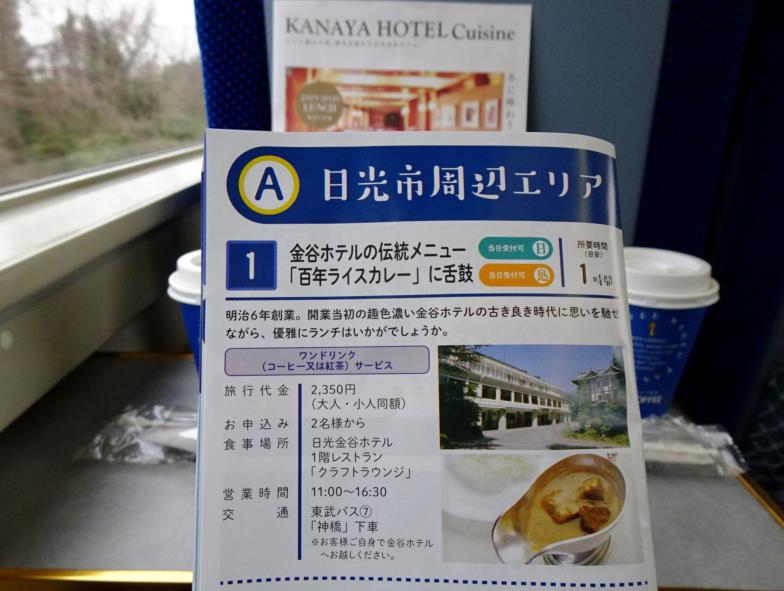 KANAYA HOTEL Cuisine
LUNCH
冬に味わう
A 日光市周辺エリア
1
金谷ホテルの伝統メニュー
「百年ライスカレー」に舌鼓
当日受付可 日
当日受付可
所要時間
(目安)
1時間
明治6年創業。開業当初の趣色濃い金谷ホテルの古き良き時代に思いを馳せ
ながら、優雅にランチはいかがでしょうか。
ワンドリンク
(コーヒー又は紅茶)サービス
旅行代金 2,350円
(大人・小人同額)
お申込み 2名様から
食事場所 日光金谷ホテル
1階レストラン
「クラフトラウンジ」
営業時間 11:00〜16:30
交通 東武バス⑦
「神橋」下車
※お客様ご自身で金谷ホテル
へお越しください。
COFFEE